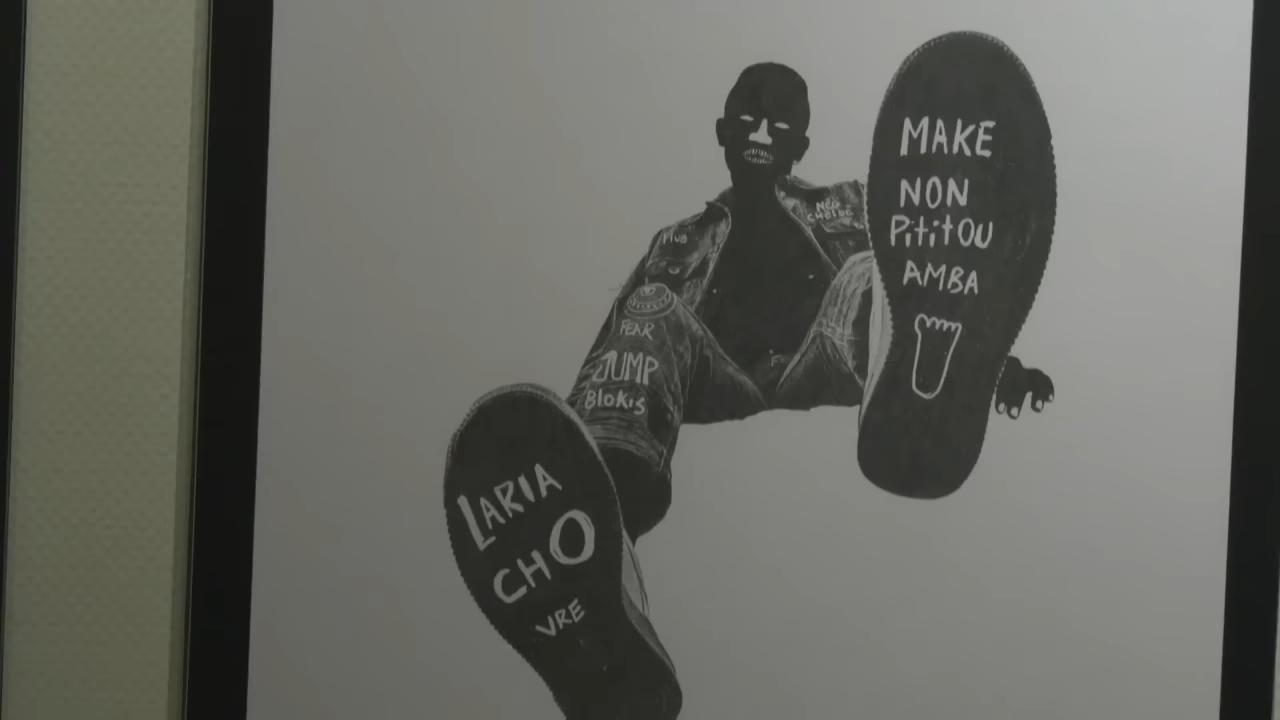 MAKE
NON
PititOU
AMBA
FEAR
JUMP
BlOKiS
LARIA
CHO
VRE